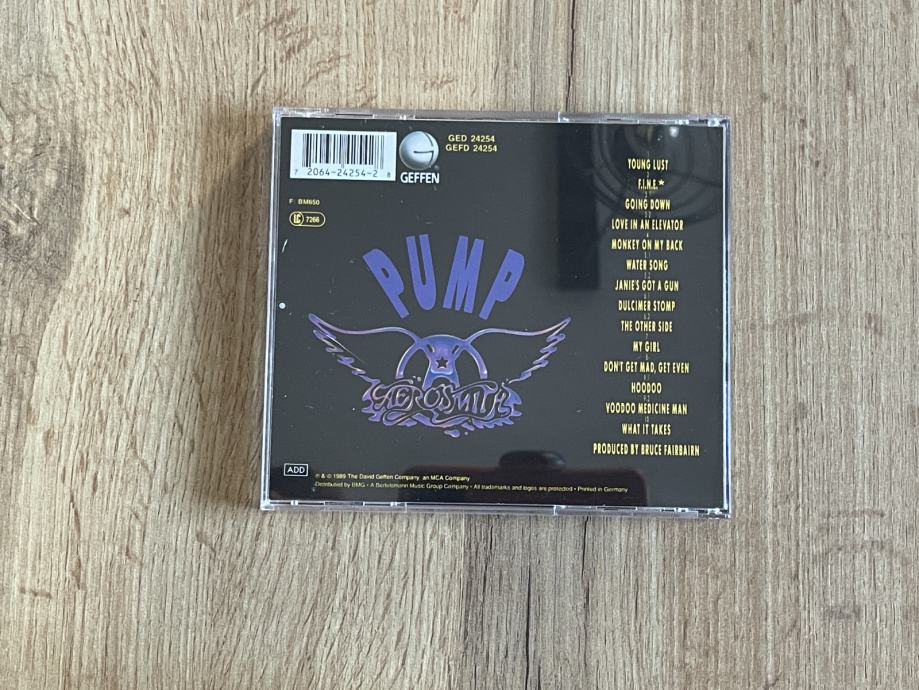 7 2064-24254-2 8
GEFFEN
GED 24254
GEFD 24254
F: BM650
LC 7266
PUMP
AEROSMITH
YOUNG LUST
F.I.N.E.*
GOING DOWN
LOVE IN AN ELEVATOR
MONKEY ON MY BACK
WATER SONG
JANIE'S GOT A GUN
DULCIMER STOMP
THE OTHER SIDE
MY GIRL
DON'T GET MAD, GET EVEN
HOODOO
VOODOO MEDICINE MAN
WHAT IT TAKES
PRODUCED BY BRUCE FAIRBAIRN
ADD
℗ & © 1989 The David Geffen Company, an MCA Company
Distributed by BMG • A Bertelsmann Music Group Company • All trademarks and logos are protected • Printed in Germany